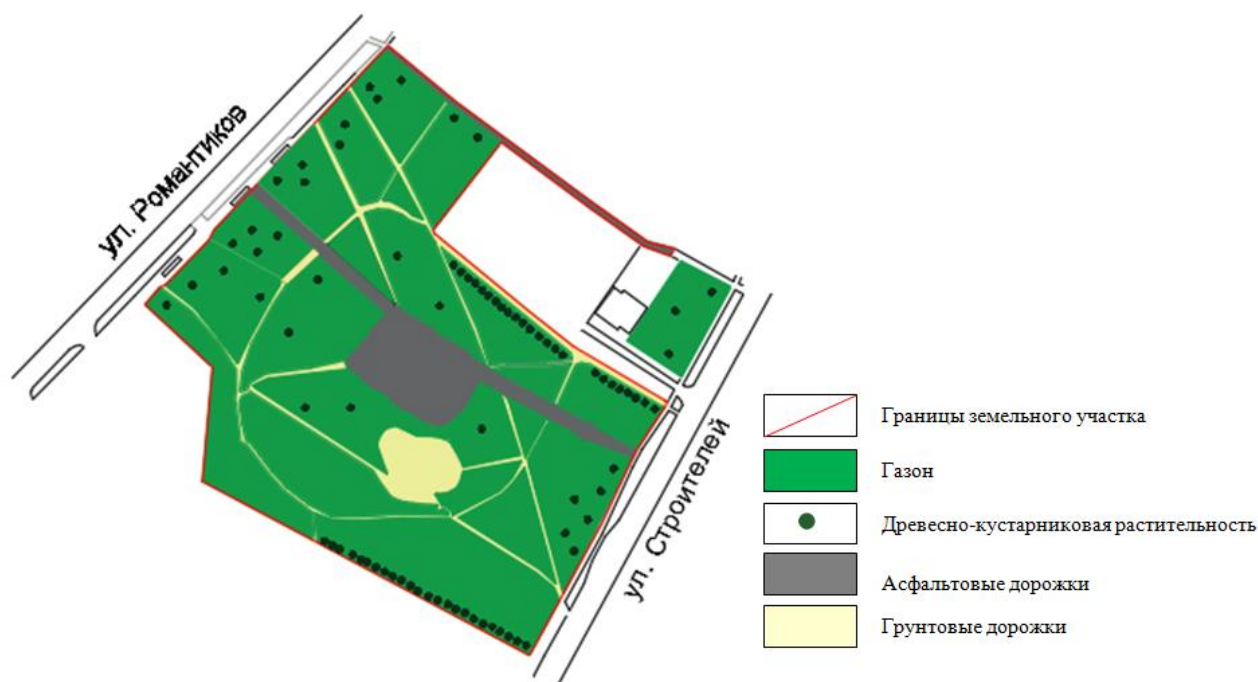 ул. Романтиков
ул. Строителей
Границы земельного участка
Газон
Древесно-кустарниковая растительность
Асфальтовые дорожки
Грунтовые дорожки